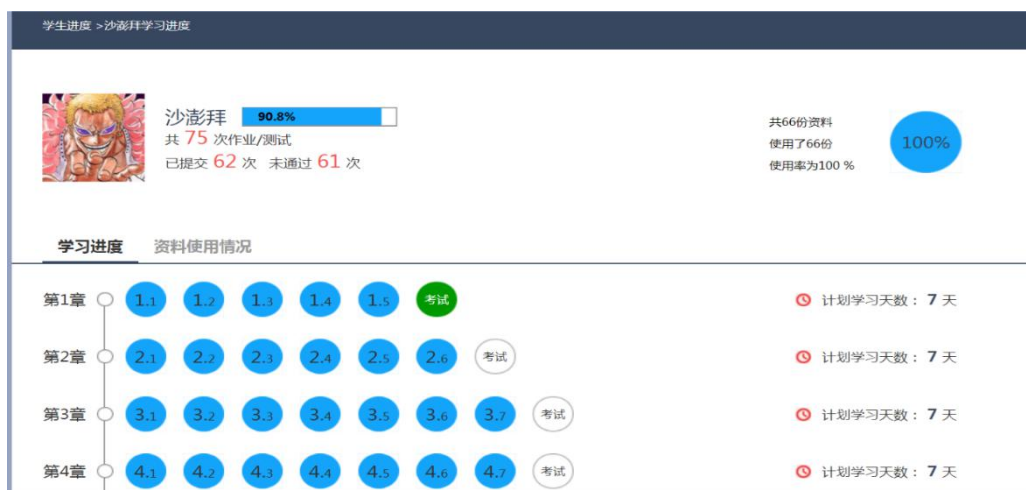 学生进度 >沙澎拜学习进度
沙澎拜 90.8%
共 75 次作业/测试
已提交 62 次 未通过 61 次
共66份资料
使用了66份
使用率为100 %
100%
学习进度 资料使用情况
第1章 1.1 1.2 1.3 1.4 1.5 考试 计划学习天数： 7 天
第2章 2.1 2.2 2.3 2.4 2.5 2.6 考试 计划学习天数： 7 天
第3章 3.1 3.2 3.3 3.4 3.5 3.6 3.7 考试 计划学习天数： 7 天
第4章 4.1 4.2 4.3 4.4 4.5 4.6 4.7 考试 计划学习天数： 7 天